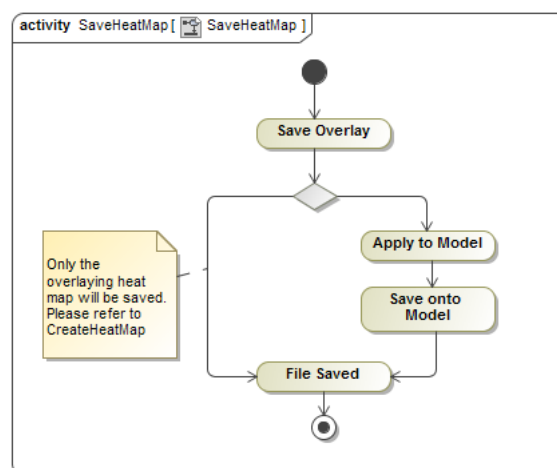 activity SaveHeatMap [ SaveHeatMap ]
Save Overlay
Apply to Model
Only the
overlaying heat
map will be saved.
Please refer to
CreateHeatMap
Save onto
Model
File Saved